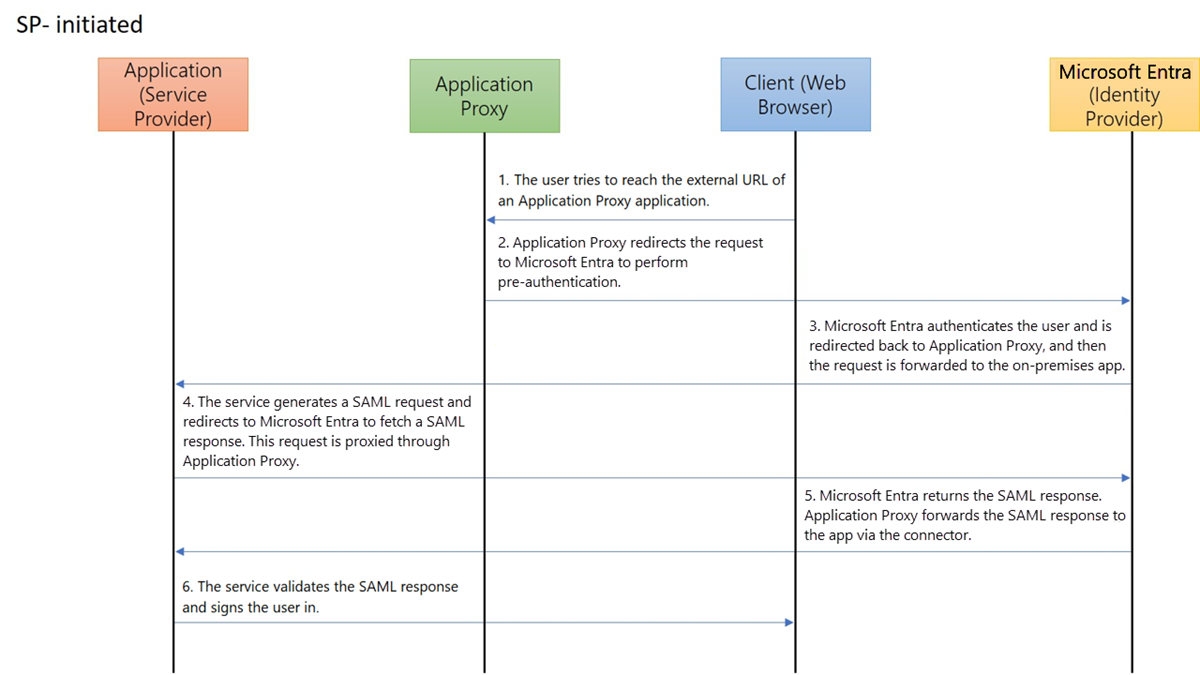 SP- initiated
Application
(Service
Provider)
Application
Proxy
Client (Web
Browser)
Microsoft Entra
(Identity
Provider)
1. The user tries to reach the external URL of
an Application Proxy application.
2. Application Proxy redirects the request
to Microsoft Entra to perform
pre-authentication.
3. Microsoft Entra authenticates the user and is
redirected back to Application Proxy, and then
the request is forwarded to the on-premises app.
4. The service generates a SAML request and
redirects to Microsoft Entra to fetch a SAML
response. This request is proxied through
Application Proxy.
5. Microsoft Entra returns the SAML response.
Application Proxy forwards the SAML response to
the app via the connector.
6. The service validates the SAML response
and signs the user in.